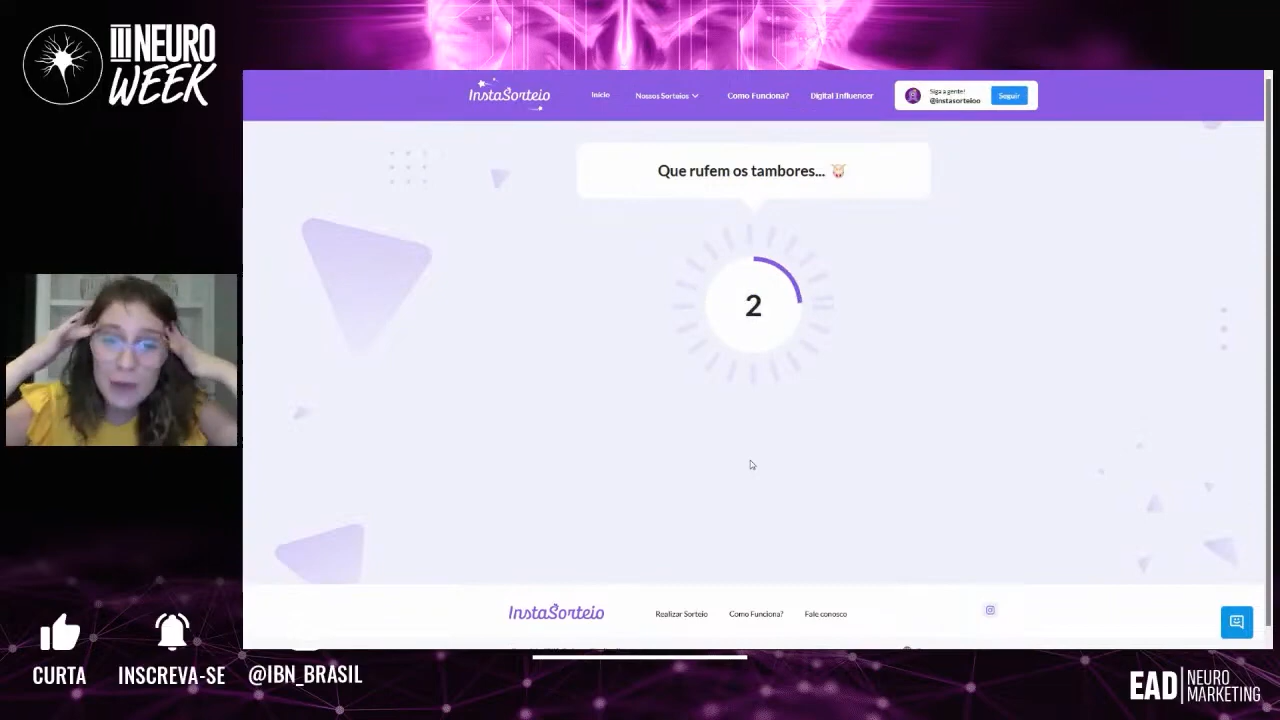 III NEURO
WEEK
InstaSorteio
Início
Nossos Sorteios
Como Funciona?
Digital Influencer
Siga a gente!
@instasorteioo
Seguir
Que rufem os tambores...
2
InstaSorteio
Realizar Sorteio
Como Funciona?
Fale conosco
CURTA
INSCREVA-SE
@IBN_BRASIL
EAD
NEURO
MARKETING